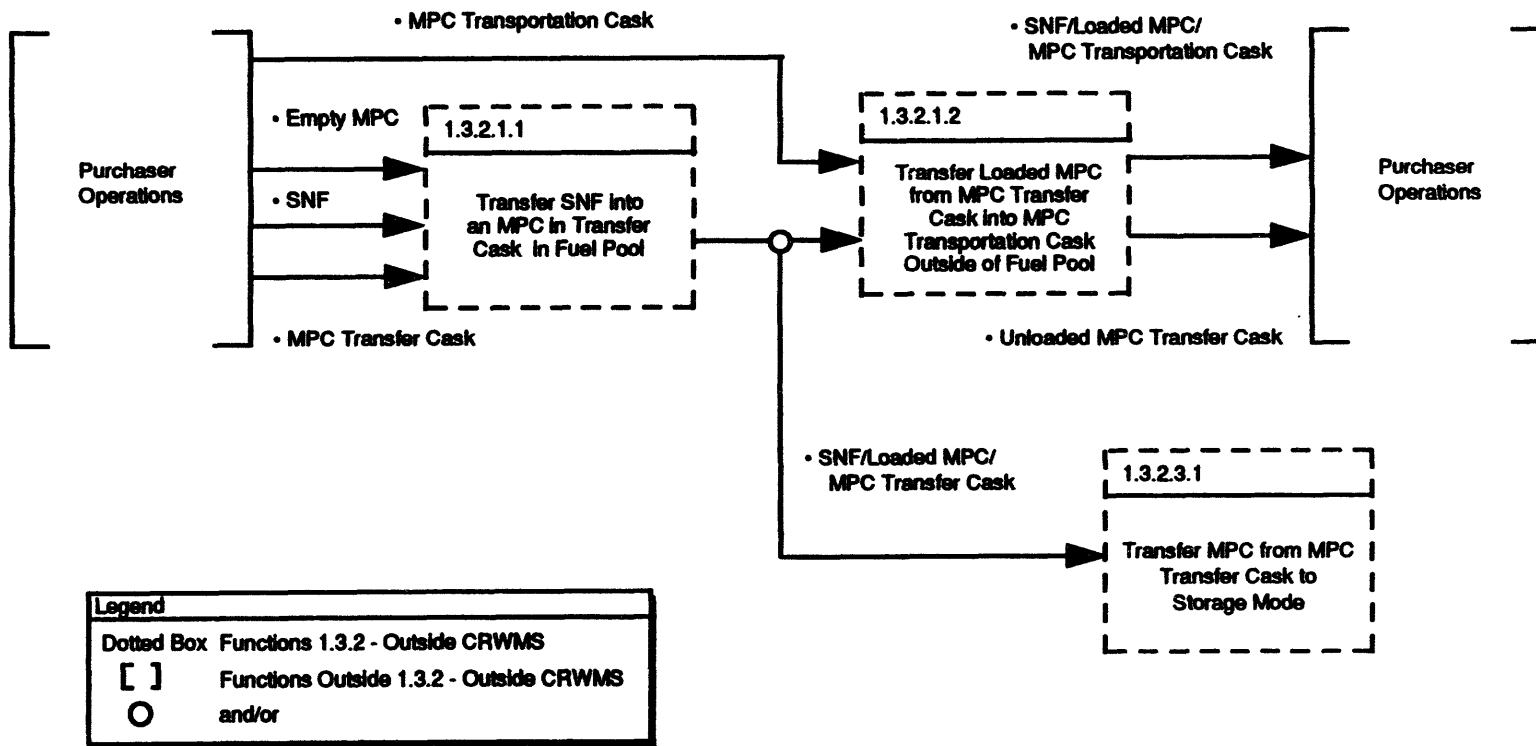 • MPC Transportation Cask
• SNF/Loaded MPC/
MPC Transportation Cask
Purchaser
Operations
• Empty MPC
• SNF
• MPC Transfer Cask
1.3.2.1.1
Transfer SNF into
an MPC in Transfer
Cask in Fuel Pool
1.3.2.1.2
Transfer Loaded MPC
from MPC Transfer
Cask into MPC
Transportation Cask
Outside of Fuel Pool
Purchaser
Operations
• Unloaded MPC Transfer Cask
• SNF/Loaded MPC/
MPC Transfer Cask
1.3.2.3.1
Transfer MPC from MPC
Transfer Cask to
Storage Mode
Legend
Dotted Box Functions 1.3.2 - Outside CRWMS
[ ] Functions Outside 1.3.2 - Outside CRWMS
and/or